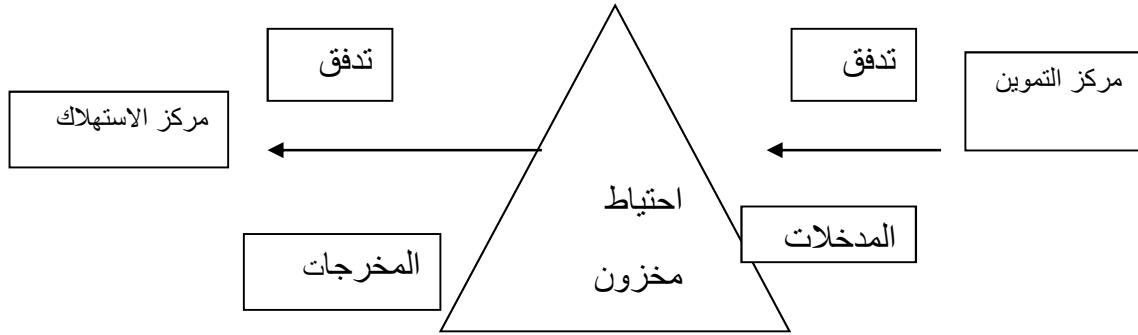 تدفق
تدفق
مركز التموين
مركز الاستهلاك
احتياط
المدخلات
المخرجات
مخزون